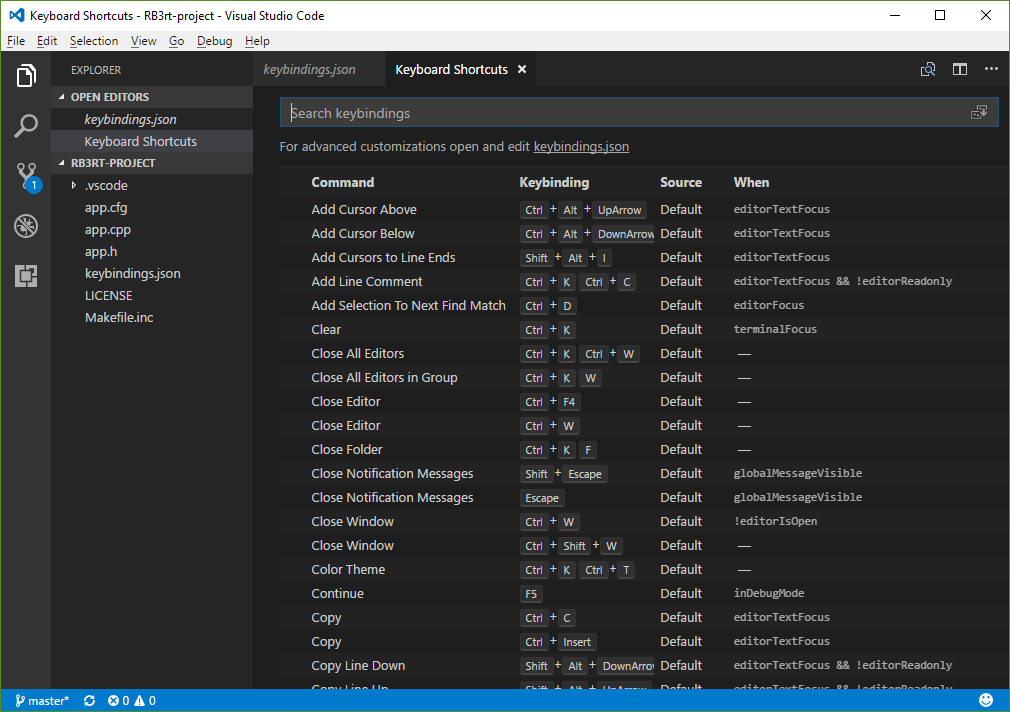 Keyboard Shortcuts - RB3rt-project - Visual Studio Code
File Edit Selection View Go Debug Help
EXPLORER
OPEN EDITORS
keybindings.json
Keyboard Shortcuts
RB3RT-PROJECT
.vscode
app.cfg
app.cpp
app.h
keybindings.json
LICENSE
Makefile.inc
1
keybindings.json Keyboard Shortcuts
Search keybindings
For advanced customizations open and edit keybindings.json
Command Keybinding Source When
Add Cursor Above Ctrl + Alt + UpArrow Default editorTextFocus
Add Cursor Below Ctrl + Alt + DownArrow Default editorTextFocus
Add Cursors to Line Ends Shift + Alt + I Default editorTextFocus
Add Line Comment Ctrl + K Ctrl + C Default editorTextFocus && !editorReadonly
Add Selection To Next Find Match Ctrl + D Default editorFocus
Clear Ctrl + K Default terminalFocus
Close All Editors Ctrl + K Ctrl + W Default —
Close All Editors in Group Ctrl + K W Default —
Close Editor Ctrl + F4 Default —
Close Editor Ctrl + W Default —
Close Folder Ctrl + K F Default —
Close Notification Messages Shift + Escape Default globalMessageVisible
Close Notification Messages Escape Default globalMessageVisible
Close Window Ctrl + W Default !editorIsOpen
Close Window Ctrl + Shift + W Default —
Color Theme Ctrl + K Ctrl + T Default —
Continue F5 Default inDebugMode
Copy Ctrl + C Default editorTextFocus
Copy Ctrl + Insert Default editorTextFocus
Copy Line Down Shift + Alt + DownArrow Default editorTextFocus && !editorReadonly
Copy Line Up Shift + Alt + UpArrow Default editorTextFocus && !editorReadonly
master* 0 0